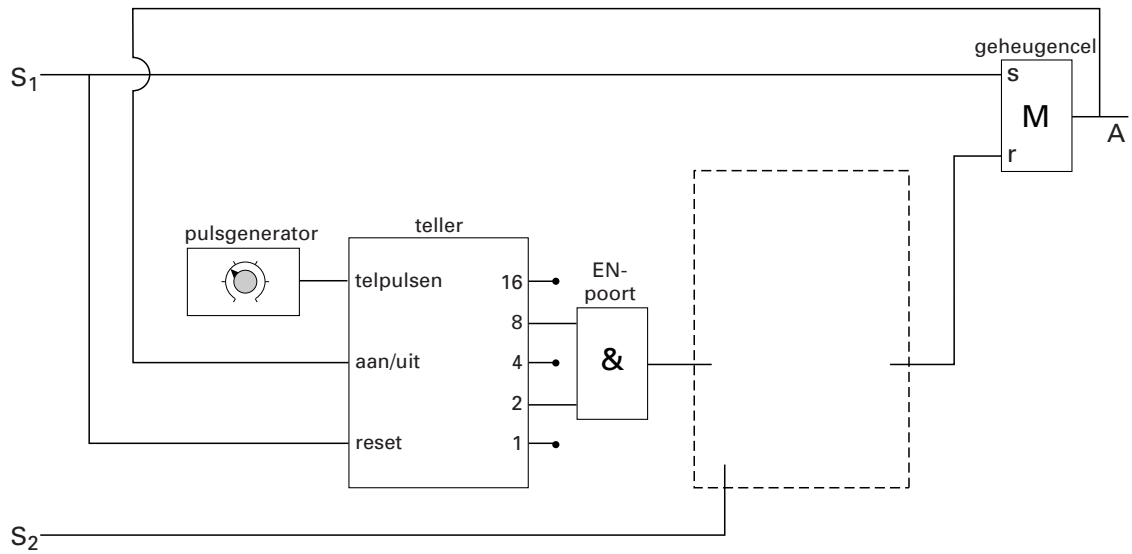 geheugencel
S1
s
M
A
r
pulsgenerator
teller
telpulsen
16
EN-
poort
8
aan/uit
4
&
2
reset
1
S2